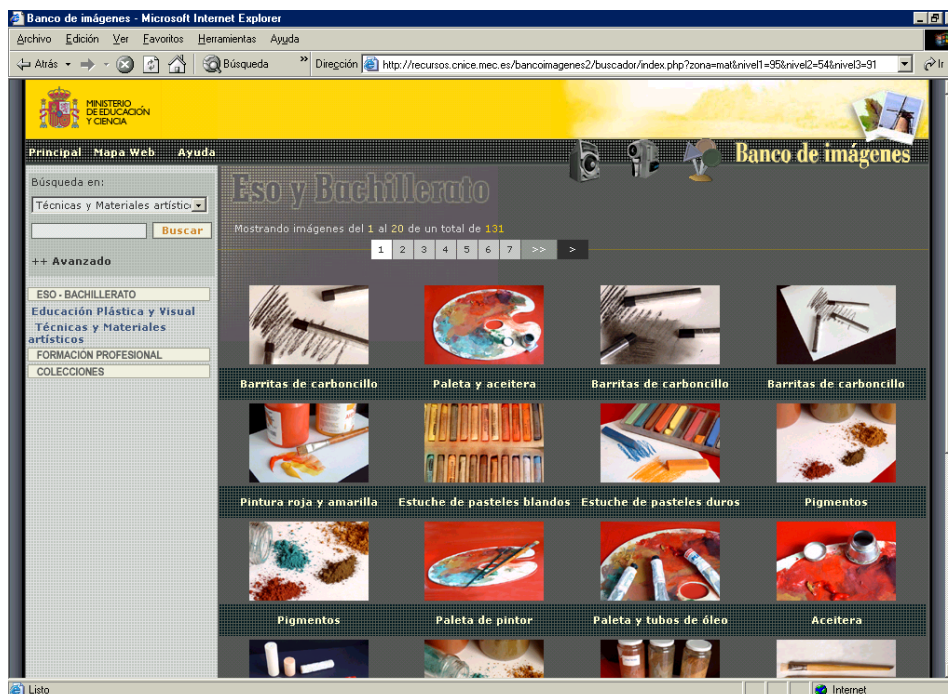 Banco de imágenes - Microsoft Internet Explorer
Archivo Edición Ver Favoritos Herramientas Ayuda
Atrás Búsqueda » Dirección http://recursos.cnice.mec.es/bancoimagenes2/buscador/index.php?zona=mat&nivel1=95&nivel2=54&nivel3=91 Ir
MINISTERIO
DE EDUCACIÓN
Y CIENCIA
Principal Mapa Web Ayuda
Banco de imágenes
Búsqueda en:
Técnicas y Materiales artístic
Buscar
++ Avanzado
ESO - BACHILLERATO
Educación Plástica y Visual
Técnicas y Materiales
artísticos
FORMACIÓN PROFESIONAL
COLECCIONES
Eso y Bachillerato
Mostrando imágenes del 1 al 20 de un total de 131
1 2 3 4 5 6 7 >> >
Barritas de carboncillo Paleta y aceitera Barritas de carboncillo Barritas de carboncillo
Pintura roja y amarilla Estuche de pasteles blandos Estuche de pasteles duros Pigmentos
Pigmentos Paleta de pintor Paleta y tubos de óleo Aceitera
Listo Internet